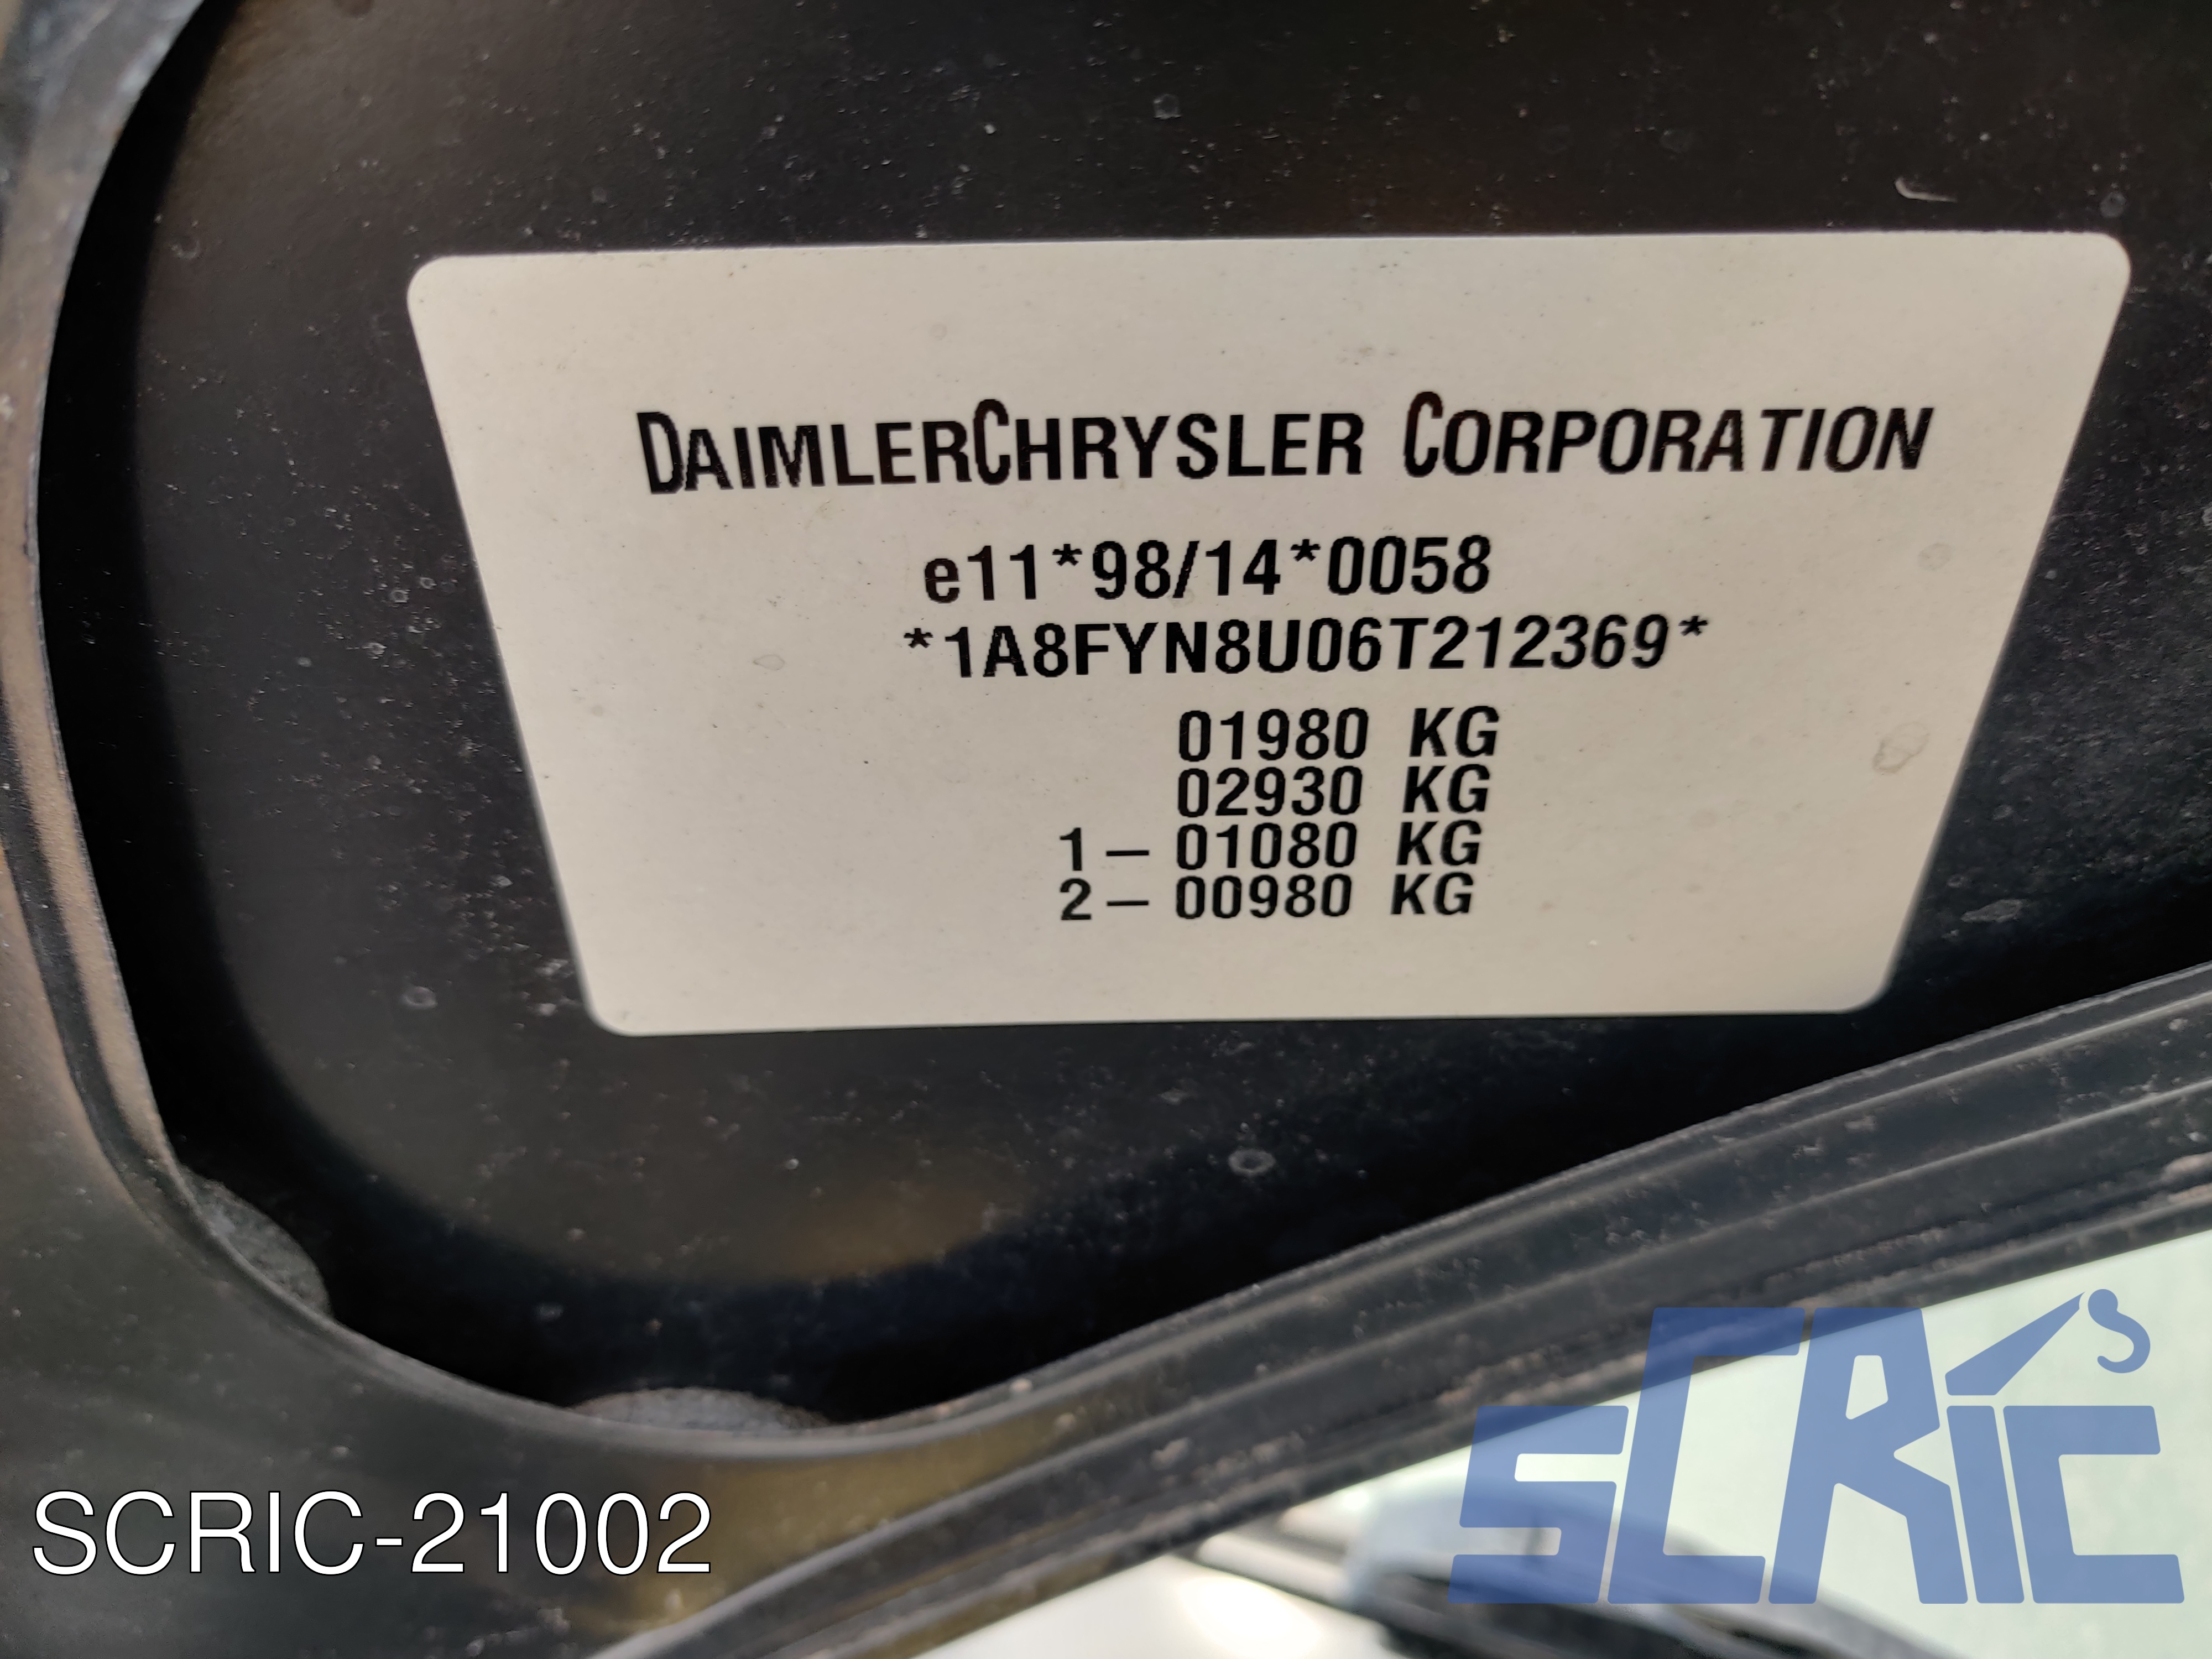 DAIMLERCHRYSLER CORPORATION
e11*98/14*0058
*1A8FYN8U06T212369*
01980 KG
02930 KG
1– 01080 KG
2– 00980 KG
SCRIC-21002
SCRIC